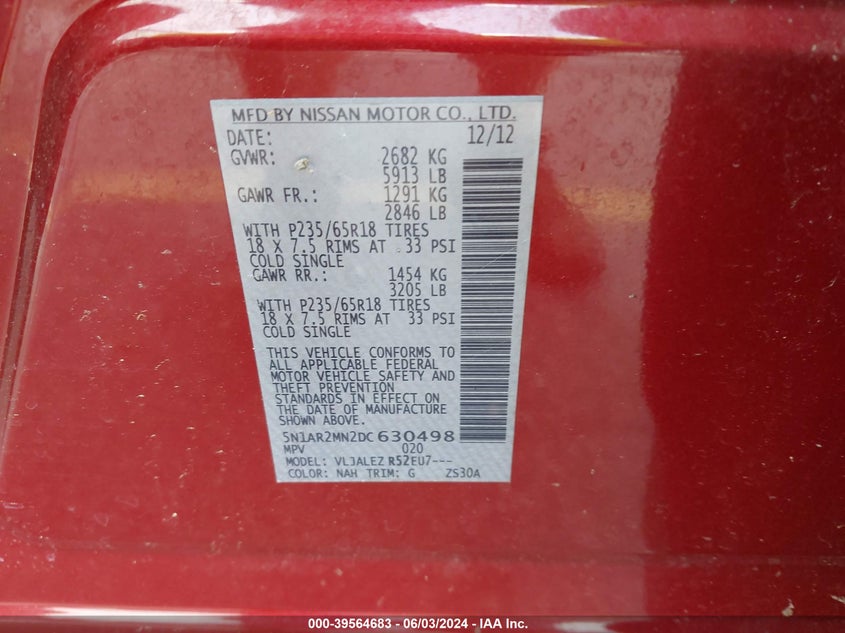 MFD BY NISSAN MOTOR CO., LTD.
DATE: 12/12
GVWR: 2682 KG
5913 LB
GAWR FR.: 1291 KG
2846 LB
WITH P235/65R18 TIRES
18 X 7.5 RIMS AT 33 PSI
COLD SINGLE
GAWR RR.: 1454 KG
3205 LB
WITH P235/65R18 TIRES
18 X 7.5 RIMS AT 33 PSI
COLD SINGLE
THIS VEHICLE CONFORMS TO
ALL APPLICABLE FEDERAL
MOTOR VEHICLE SAFETY AND
THEFT PREVENTION
STANDARDS IN EFFECT ON
THE DATE OF MANUFACTURE
SHOWN ABOVE.
5N1AR2MN2DC630498
MPV 020
MODEL: VLJALEZ R52EU7---
COLOR: NAH TRIM: G ZS30A
000-39564683 - 06/03/2024 - IAA Inc.